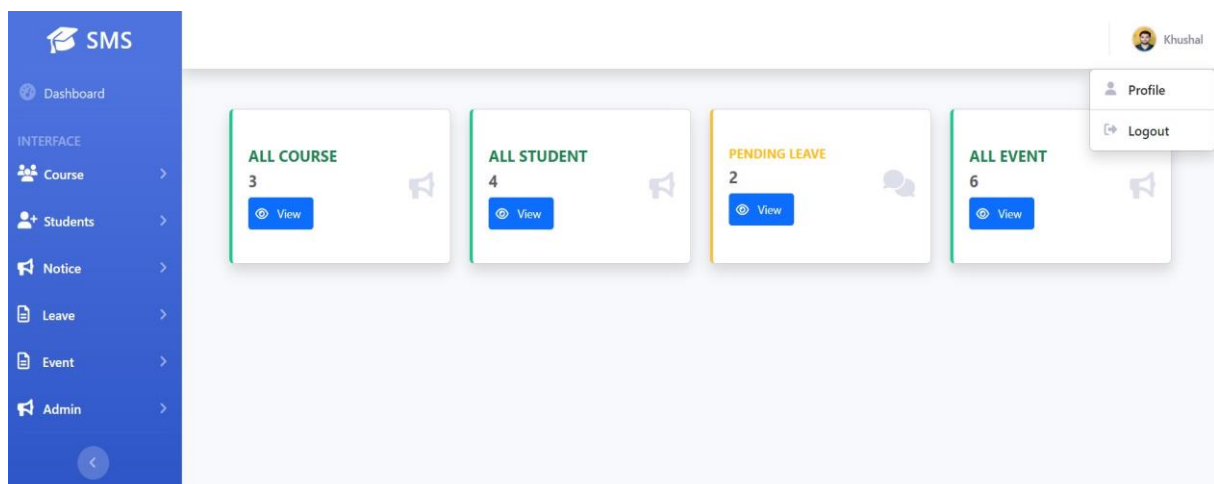 SMS
Khushal
Profile
Logout
Dashboard
INTERFACE
Course
Students
Notice
Leave
Event
Admin
ALL COURSE
3
View
ALL STUDENT
4
View
PENDING LEAVE
2
View
ALL EVENT
6
View